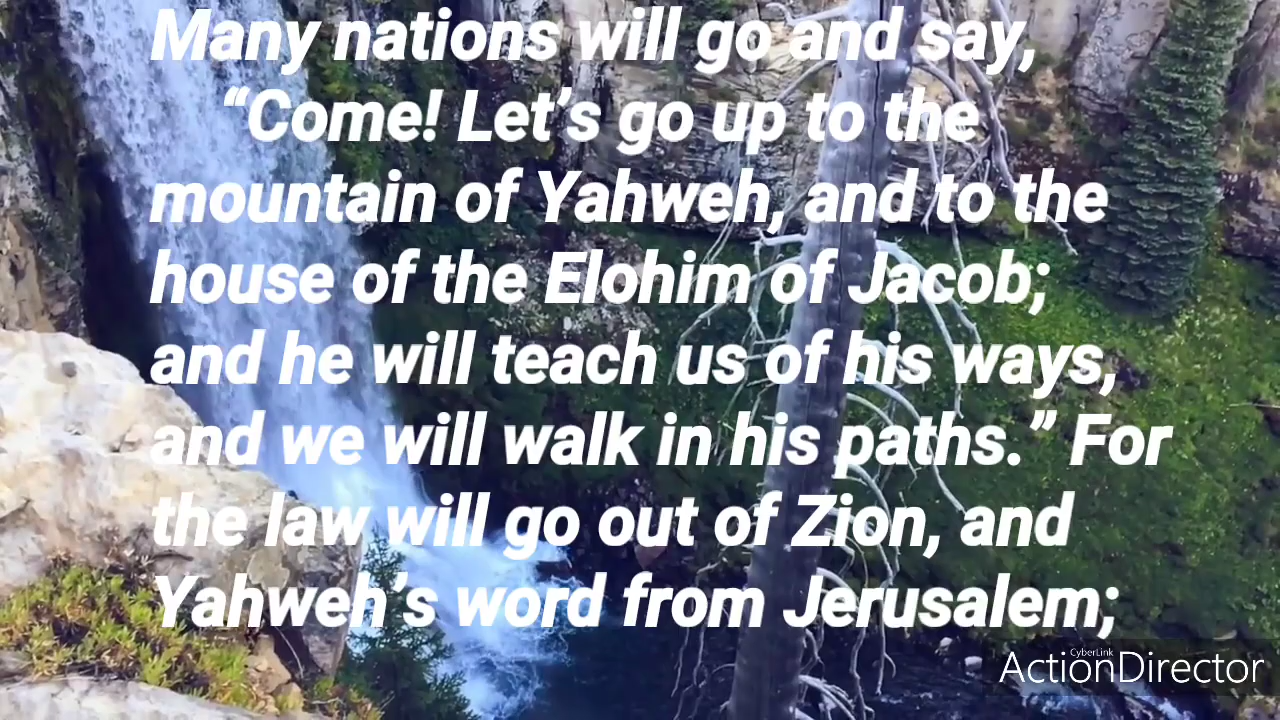 Many nations will go and say,
“Come! Let’s go up to the
mountain of Yahweh, and to the
house of the Elohim of Jacob;
and he will teach us of his ways,
and we will walk in his paths.” For
the law will go out of Zion, and
Yahweh’s word from Jerusalem;
CyberLink
ActionDirector